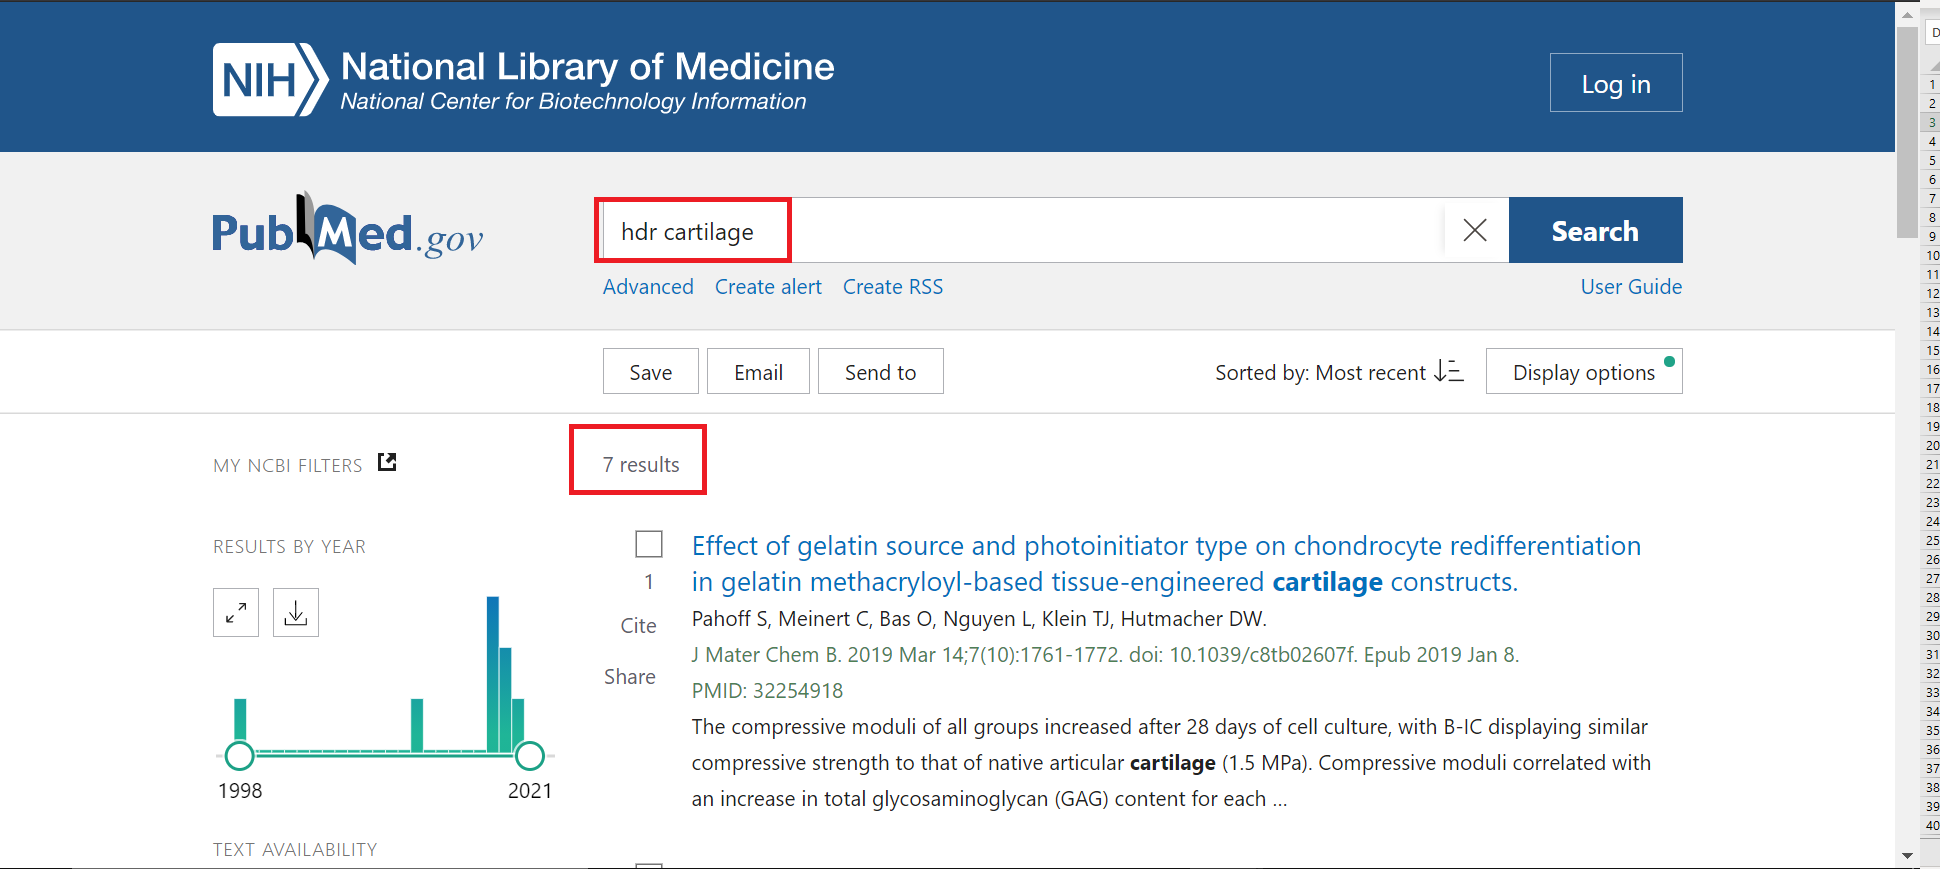 NIH National Library of Medicine
National Center for Biotechnology Information
Log in
PubMed.gov
hdr cartilage
Search
Advanced Create alert Create RSS User Guide
Save Email Send to Sorted by: Most recent Display options
MY NCBI FILTERS
7 results
RESULTS BY YEAR
1998 2021
TEXT AVAILABILITY
1
Cite
Share
Effect of gelatin source and photoinitiator type on chondrocyte redifferentiation
in gelatin methacryloyl-based tissue-engineered cartilage constructs.
Pahoff S, Meinert C, Bas O, Nguyen L, Klein TJ, Hutmacher DW.
J Mater Chem B. 2019 Mar 14;7(10):1761-1772. doi: 10.1039/c8tb02607f. Epub 2019 Jan 8.
PMID: 32254918
The compressive moduli of all groups increased after 28 days of cell culture, with B-IC displaying similar
compressive strength to that of native articular cartilage (1.5 MPa). Compressive moduli correlated with
an increase in total glycosaminoglycan (GAG) content for each ...
D
1
2
3
4
5
6
7
8
9
10
11
12
13
14
15
16
17
18
19
20
21
22
23
24
25
26
27
28
29
30
31
32
33
34
35
36
37
38
39
40